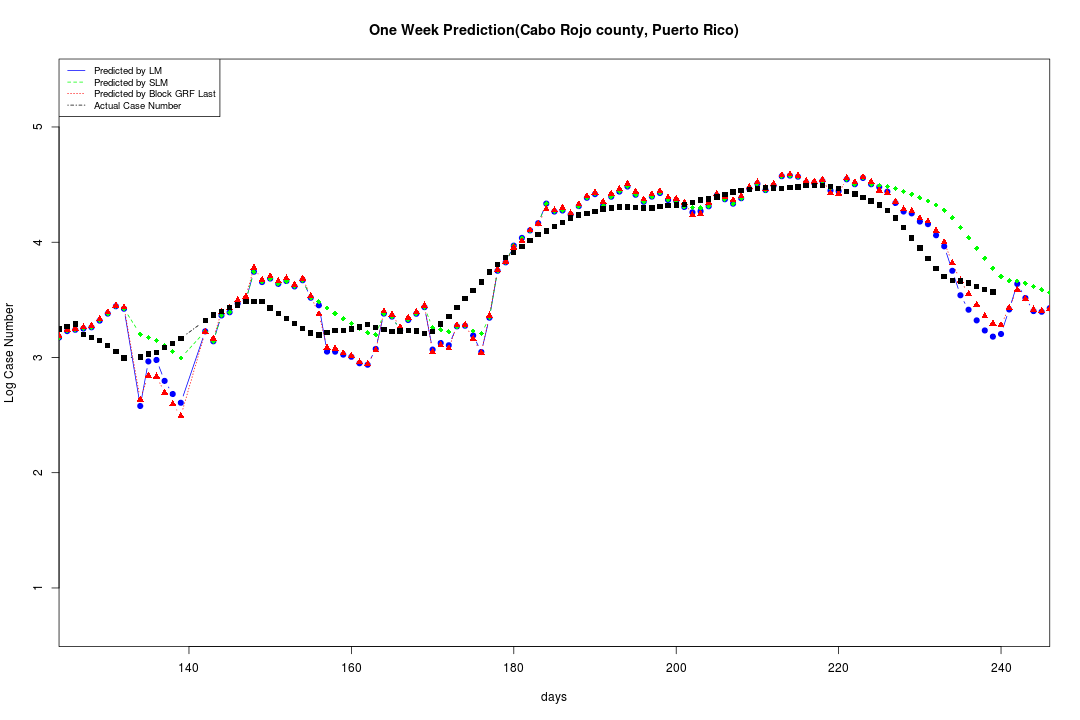 One Week Prediction(Cabo Rojo county, Puerto Rico)
Predicted by LM
Predicted by SLM
Predicted by Block GRF Last
Actual Case Number
Log Case Number
5
4
3
2
1
140 160 180 200 220 240
days